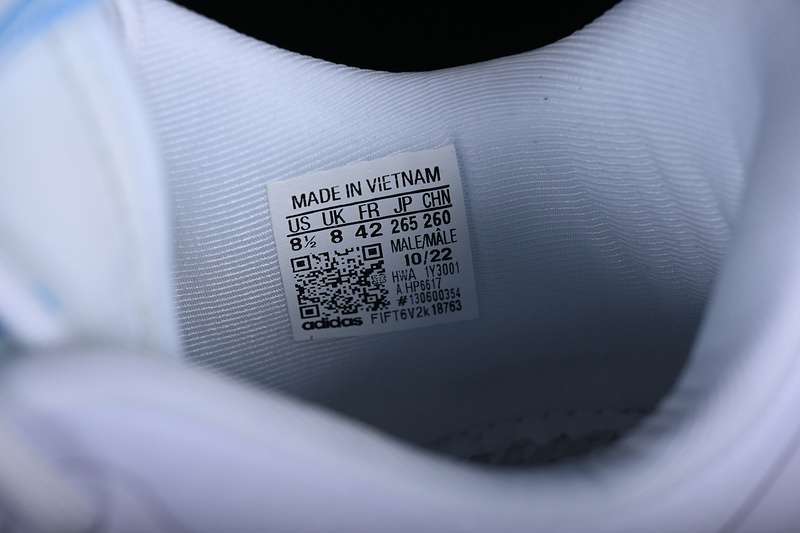 MADE IN VIETNAM
US UK FR JP CHN
8½ 8 42 265 260
MALE/MÂLE
10/22
HWA 1Y3001
A HP6617
#130600354
adidas F1FT6V2k18763